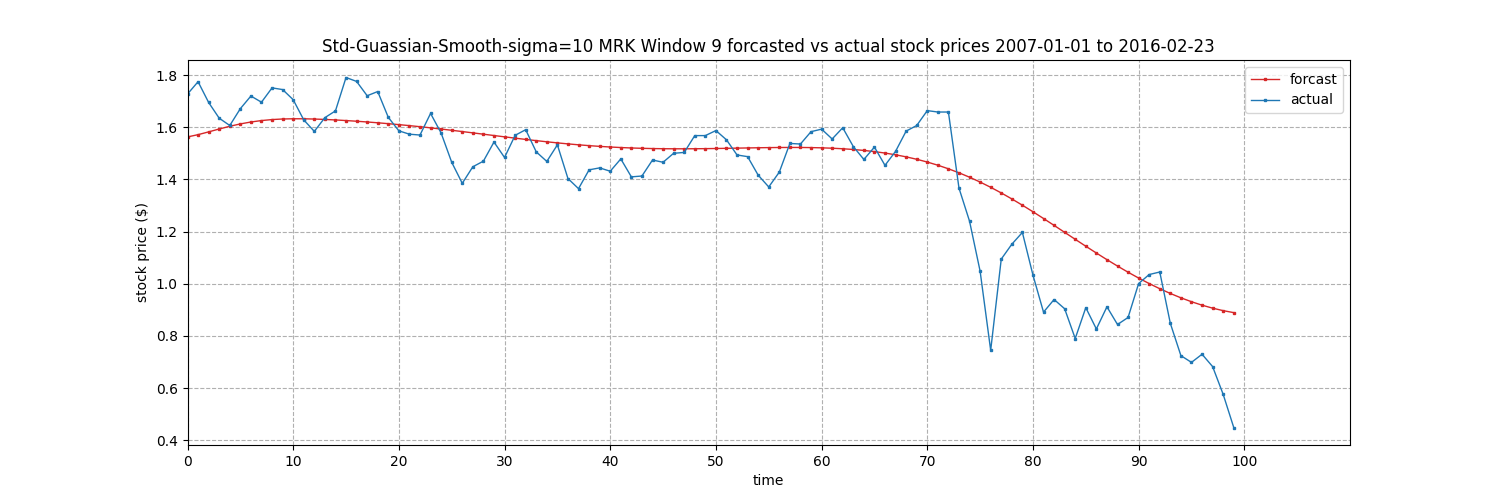 Std-Guassian-Smooth-sigma=10 MRK Window 9 forcasted vs actual stock prices 2007-01-01 to 2016-02-23
forcast
actual
stock price ($)
1.8
1.6
1.4
1.2
1.0
0.8
0.6
0.4
0 10 20 30 40 50 60 70 80 90 100
time